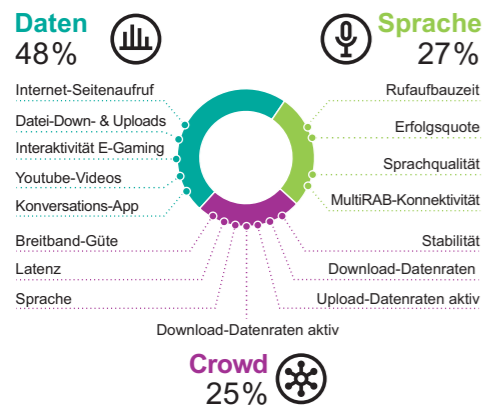 Daten
48%
Sprache
27%
Internet-Seitenaufruf
Datei-Down- & Uploads
Interaktivität E-Gaming
Youtube-Videos
Konversations-App
Rufaufbauzeit
Erfolgsquote
Sprachqualität
MultiRAB-Konnektivität
Breitband-Güte
Latenz
Sprache
Stabilität
Download-Datenraten
Upload-Datenraten aktiv
Download-Datenraten aktiv
Crowd
25%